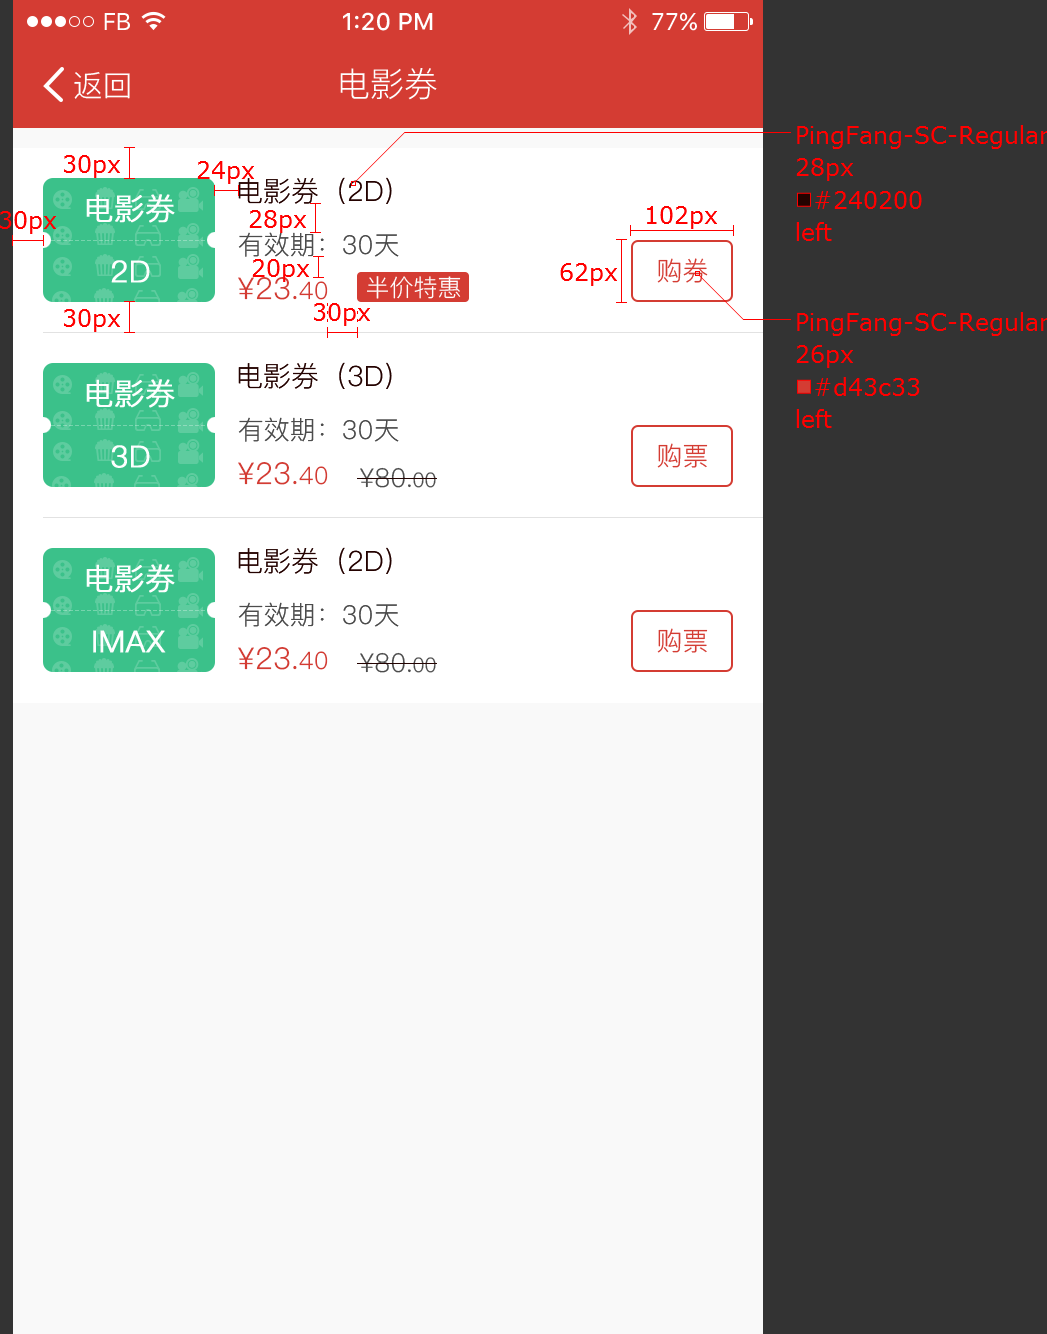 FB 1:20 PM 77%
返回 电影券
PingFang-SC-Regular
28px
#240200
left
30px
24px
电影券
2D
30px
电影券（2D）
28px
有效期：30天
20px
¥23.40 半价特惠
30px
30px
102px
62px
购券
PingFang-SC-Regular
26px
#d43c33
left
电影券
3D
电影券（3D）
有效期：30天
¥23.40 ¥80.00
购票
电影券
IMAX
电影券（2D）
有效期：30天
¥23.40 ¥80.00
购票